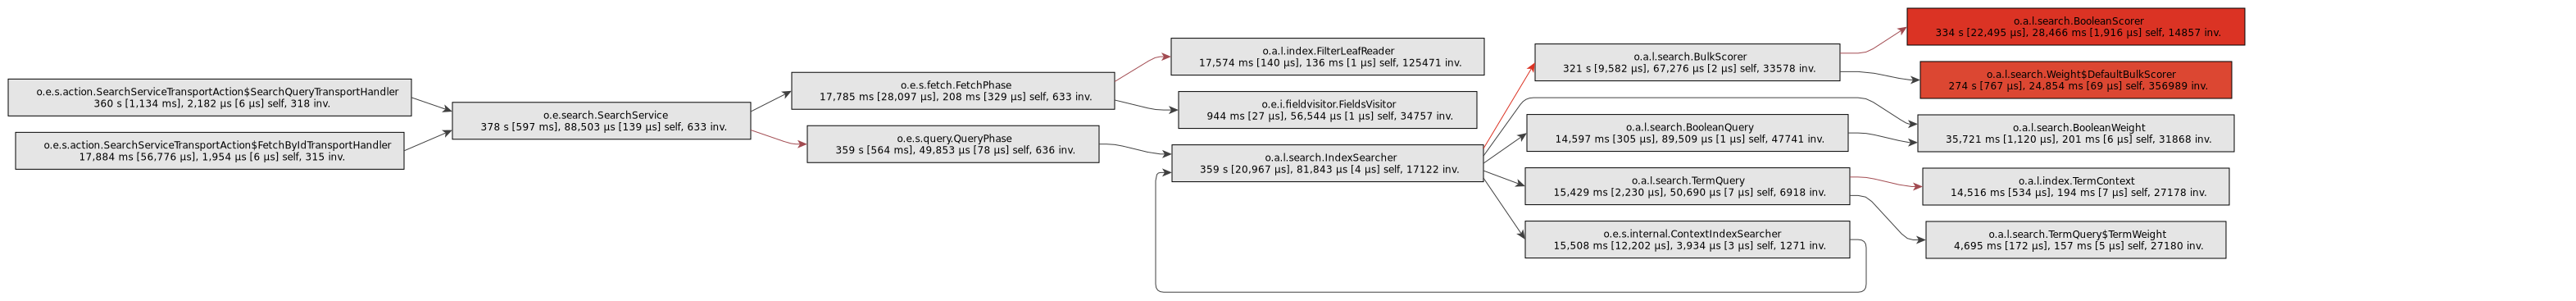 o.e.s.action.SearchServiceTransportAction$SearchQueryTransportHandler
360 s [1,134 ms], 2,182 µs [6 µs] self, 318 inv.
o.e.s.action.SearchServiceTransportAction$FetchByIdTransportHandler
17,884 ms [56,776 µs], 1,954 µs [6 µs] self, 315 inv.
o.e.search.SearchService
378 s [597 ms], 88,503 µs [139 µs] self, 633 inv.
o.e.s.fetch.FetchPhase
17,785 ms [28,097 µs], 208 ms [329 µs] self, 633 inv.
o.e.s.query.QueryPhase
359 s [564 ms], 49,853 µs [78 µs] self, 636 inv.
o.a.l.index.FilterLeafReader
17,574 ms [140 µs], 136 ms [1 µs] self, 125471 inv.
o.e.i.fieldvisitor.FieldsVisitor
944 ms [27 µs], 56,544 µs [1 µs] self, 34757 inv.
o.a.l.search.IndexSearcher
359 s [20,967 µs], 81,843 µs [4 µs] self, 17122 inv.
o.a.l.search.BulkScorer
321 s [9,582 µs], 67,276 µs [2 µs] self, 33578 inv.
o.a.l.search.BooleanQuery
14,597 ms [305 µs], 89,509 µs [1 µs] self, 47741 inv.
o.a.l.search.TermQuery
15,429 ms [2,230 µs], 50,690 µs [7 µs] self, 6918 inv.
o.e.s.internal.ContextIndexSearcher
15,508 ms [12,202 µs], 3,934 µs [3 µs] self, 1271 inv.
o.a.l.search.BooleanScorer
334 s [22,495 µs], 28,466 ms [1,916 µs] self, 14857 inv.
o.a.l.search.Weight$DefaultBulkScorer
274 s [767 µs], 24,854 ms [69 µs] self, 356989 inv.
o.a.l.search.BooleanWeight
35,721 ms [1,120 µs], 201 ms [6 µs] self, 31868 inv.
o.a.l.index.TermContext
14,516 ms [534 µs], 194 ms [7 µs] self, 27178 inv.
o.a.l.search.TermQuery$TermWeight
4,695 ms [172 µs], 157 ms [5 µs] self, 27180 inv.